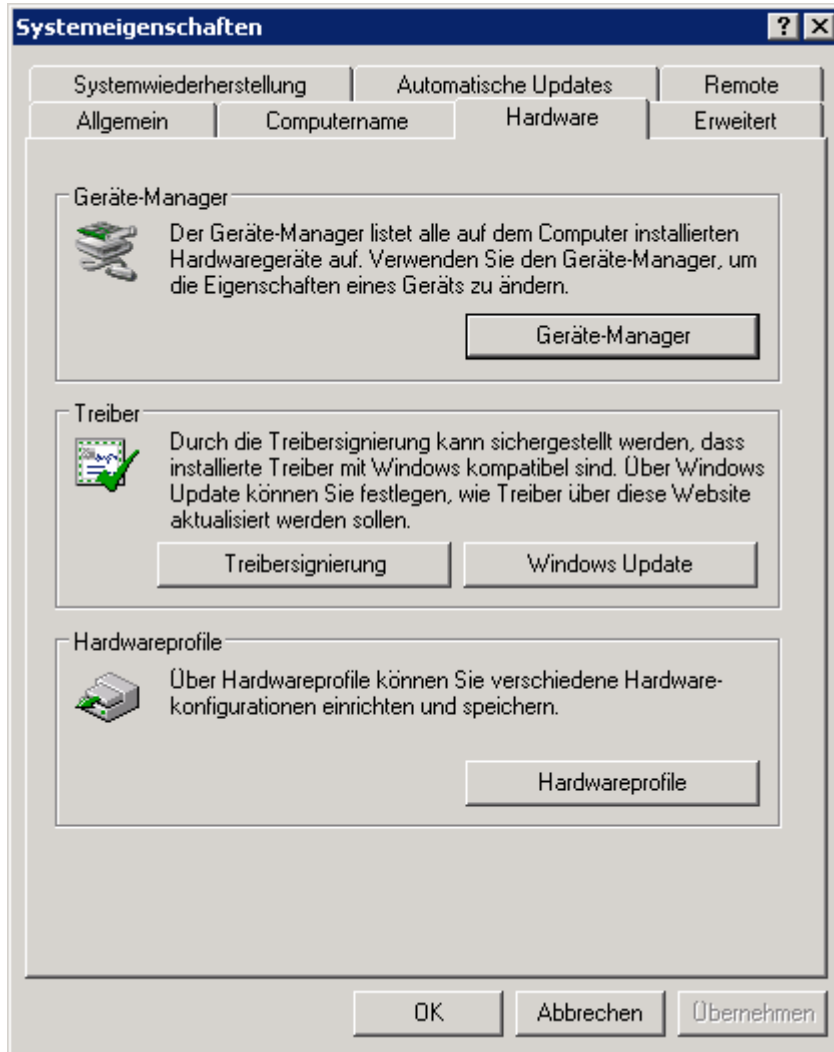 Systemeigenschaften
Systemwiederherstellung Automatische Updates Remote
Allgemein Computername Hardware Erweitert
Geräte-Manager
Der Geräte-Manager listet alle auf dem Computer installierten
Hardwaregeräte auf. Verwenden Sie den Geräte-Manager, um
die Eigenschaften eines Geräts zu ändern.
Geräte-Manager
Treiber
Durch die Treibersignierung kann sichergestellt werden, dass
installierte Treiber mit Windows kompatibel sind. Über Windows
Update können Sie festlegen, wie Treiber über diese Website
aktualisiert werden sollen.
Treibersignierung Windows Update
Hardwareprofile
Über Hardwareprofile können Sie verschiedene Hardware-
konfigurationen einrichten und speichern.
Hardwareprofile
OK Abbrechen Übernehmen